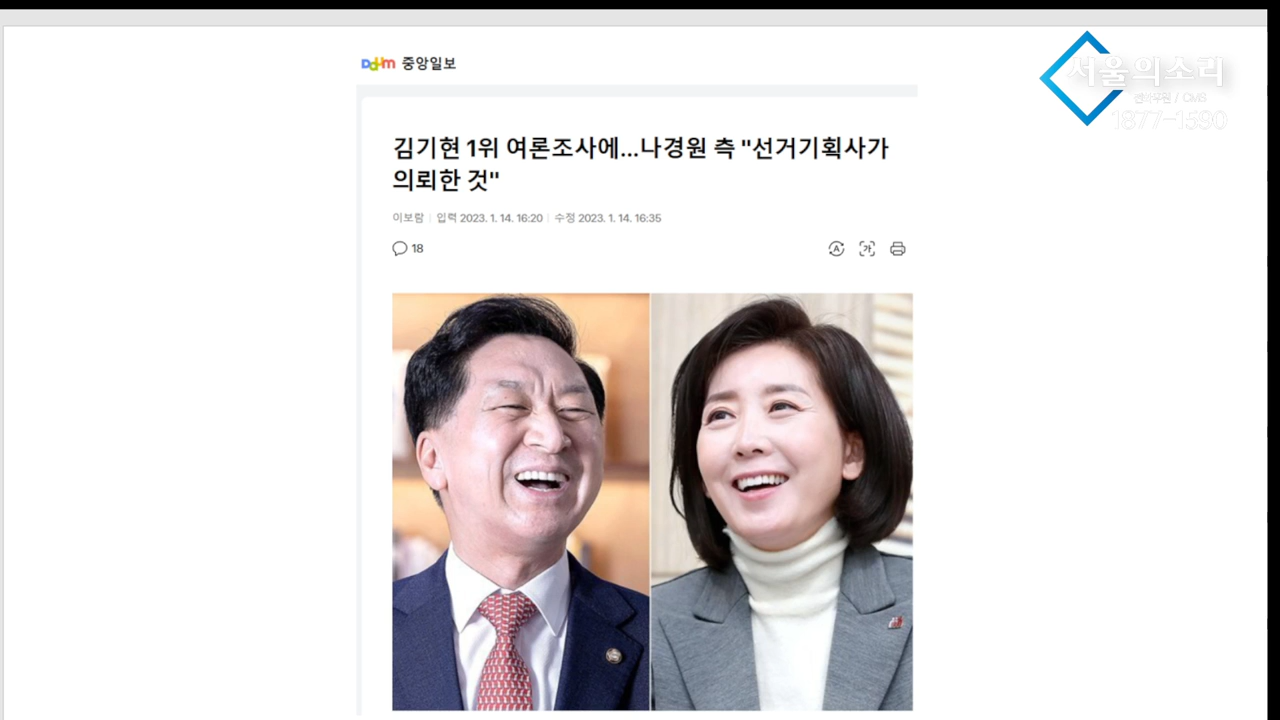 Daum 중앙일보
서울의소리
1877-1580
김기현 1위 여론조사에...나경원 측 "선거기획사가
의뢰한 것"
이보람 | 입력 2023. 1. 14. 16:20 | 수정 2023. 1. 14. 16:35
18